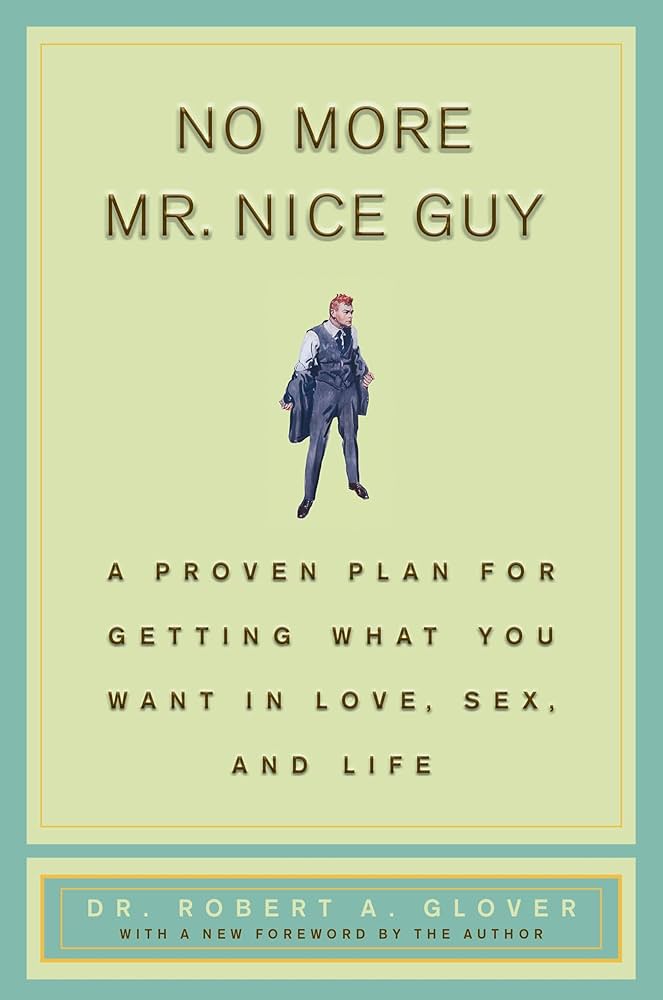 NO MORE
MR. NICE GUY
A PROVEN PLAN FOR
GETTING WHAT YOU
WANT IN LOVE, SEX,
AND LIFE
DR. ROBERT A. GLOVER
WITH A NEW FOREWORD BY THE AUTHOR